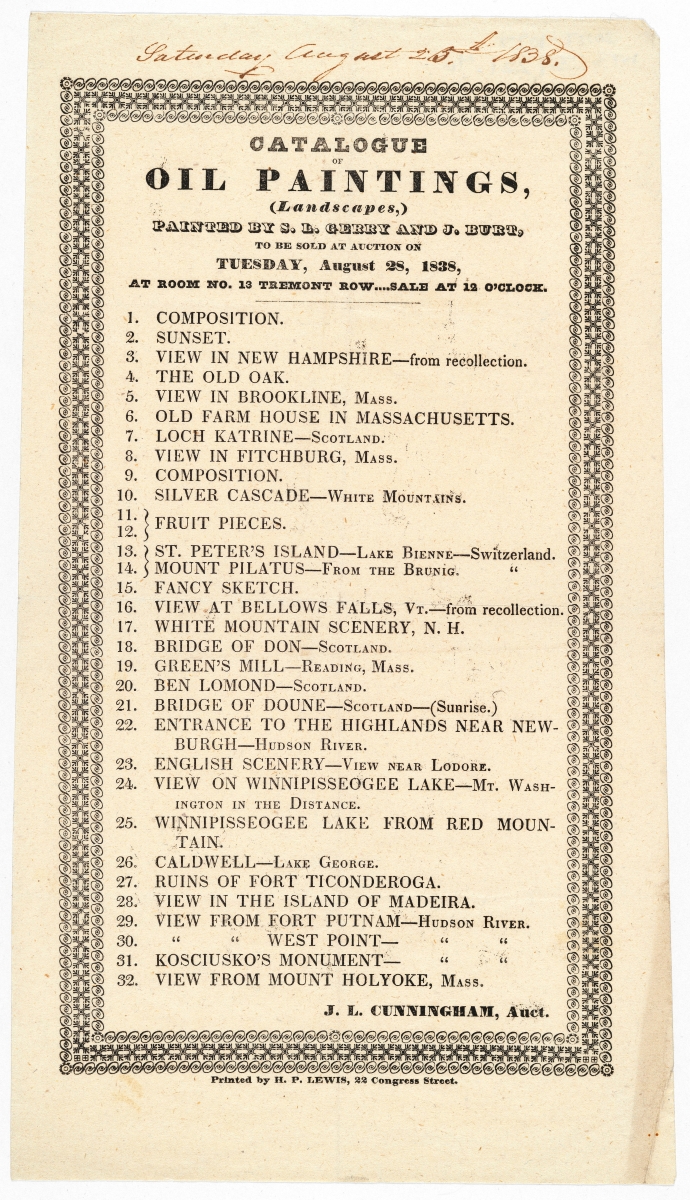 Saturday August 25.th 1838.
CATALOGUE
OF
OIL PAINTINGS,
(Landscapes,)
PAINTED BY S. L. GERRY AND J. BURT,
TO BE SOLD AT AUCTION ON
TUESDAY, August 28, 1838,
AT ROOM NO. 13 TREMONT ROW....SALE AT 12 O'CLOCK.
1. COMPOSITION.
2. SUNSET.
3. VIEW IN NEW HAMPSHIRE—from recollection.
4. THE OLD OAK.
5. VIEW IN BROOKLINE, MASS.
6. OLD FARM HOUSE IN MASSACHUSETTS.
7. LOCH KATRINE—SCOTLAND.
8. VIEW IN FITCHBURG, MASS.
9. COMPOSITION.
10. SILVER CASCADE—WHITE MOUNTAINS.
11.
12. } FRUIT PIECES.
13. } ST. PETER'S ISLAND—LAKE BIENNE—Switzerland.
14. } MOUNT PILATUS—FROM THE BRUNIG. "
15. FANCY SKETCH.
16. VIEW AT BELLOWS FALLS, VT.—from recollection.
17. WHITE MOUNTAIN SCENERY, N. H.
18. BRIDGE OF DON—SCOTLAND.
19. GREEN'S MILL—READING, MASS.
20. BEN LOMOND—SCOTLAND.
21. BRIDGE OF DOUNE—SCOTLAND—(Sunrise.)
22. ENTRANCE TO THE HIGHLANDS NEAR NEW-
BURGH—HUDSON RIVER.
23. ENGLISH SCENERY—VIEW NEAR LODORE.
24. VIEW ON WINNIPISSEOGEE LAKE—MT. WASH-
INGTON IN THE DISTANCE.
25. WINNIPISSEOGEE LAKE FROM RED MOUN-
TAIN.
26. CALDWELL—LAKE GEORGE.
27. RUINS OF FORT TICONDEROGA.
28. VIEW IN THE ISLAND OF MADEIRA.
29. VIEW FROM FORT PUTNAM—HUDSON RIVER.
30. " " WEST POINT— " "
31. KOSCIUSKO'S MONUMENT— " "
32. VIEW FROM MOUNT HOLYOKE, MASS.
J. L. CUNNINGHAM, Auct.
Printed by H. P. LEWIS, 22 Congress Street.